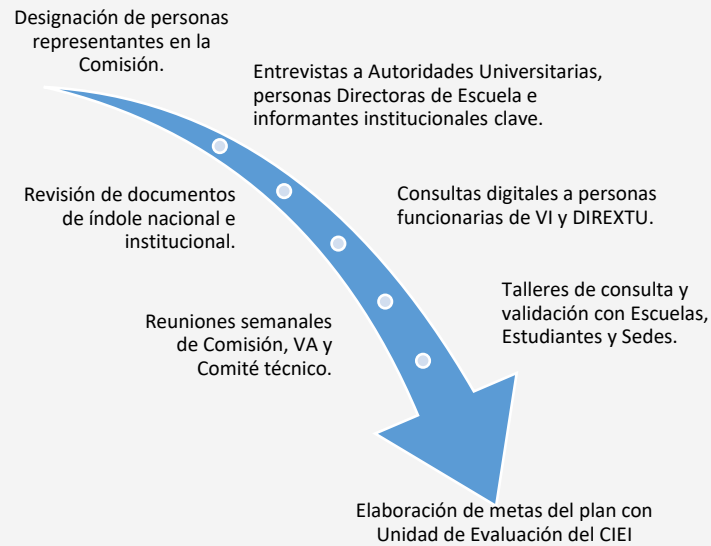 Designación de personas
representantes en la
Comisión.
Entrevistas a Autoridades Universitarias,
personas Directoras de Escuela e
informantes institucionales clave.
Revisión de documentos
de índole nacional e
institucional.
Consultas digitales a personas
funcionarias de VI y DIREXTU.
Reuniones semanales
de Comisión, VA y
Comité técnico.
Talleres de consulta y
validación con Escuelas,
Estudiantes y Sedes.
Elaboración de metas del plan con
Unidad de Evaluación del CIEI